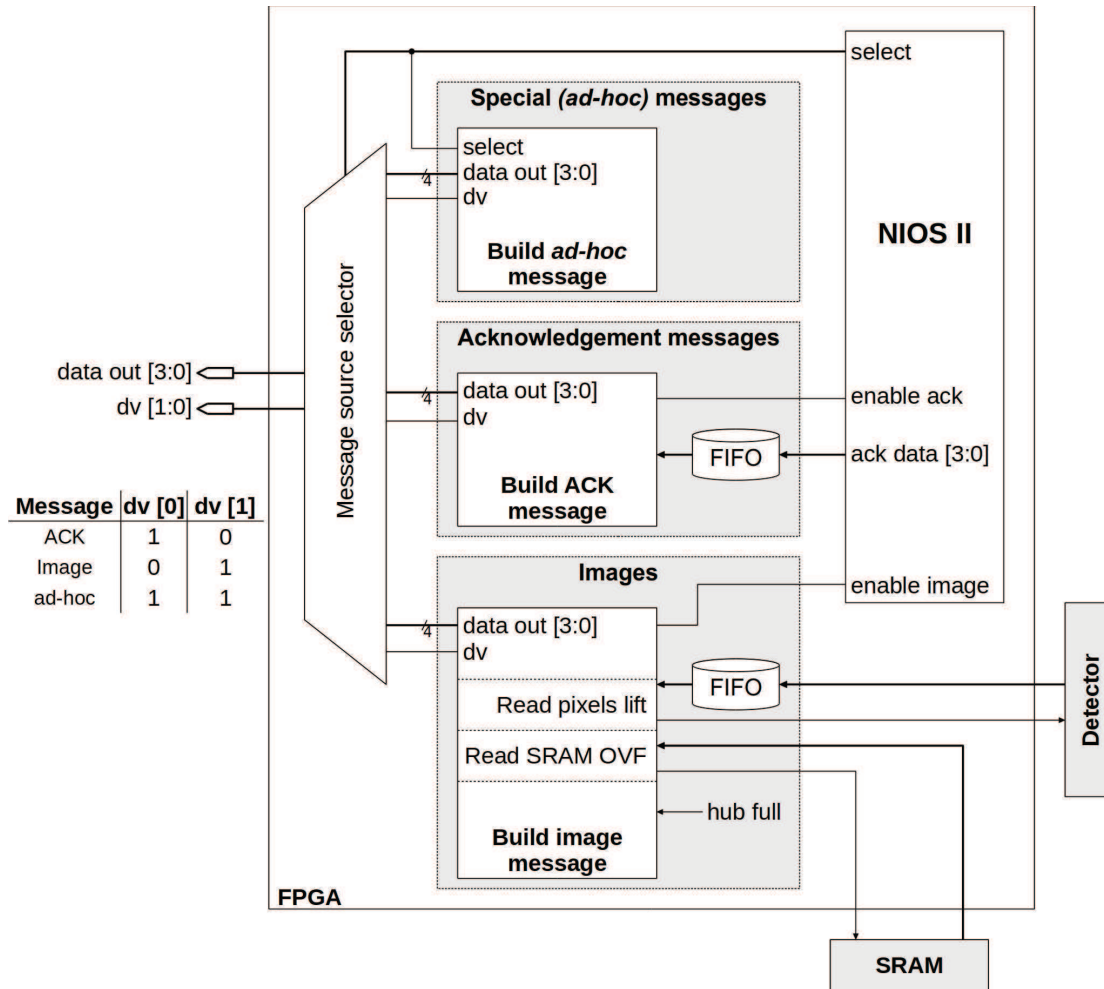 select
Special (ad-hoc) messages
select
data out [3:0]
4
dv
Build ad-hoc
message
NIOS II
Message source selector
Acknowledgement messages
data out [3:0]
4
dv
Build ACK
message
FIFO
enable ack
ack data [3:0]
data out [3:0]
dv [1:0]
Message dv [0] dv [1]
ACK 1 0
Image 0 1
ad-hoc 1 1
Images
enable image
data out [3:0]
4
dv
FIFO
Read pixels lift
Read SRAM OVF
hub full
Build image
message
Detector
FPGA
SRAM